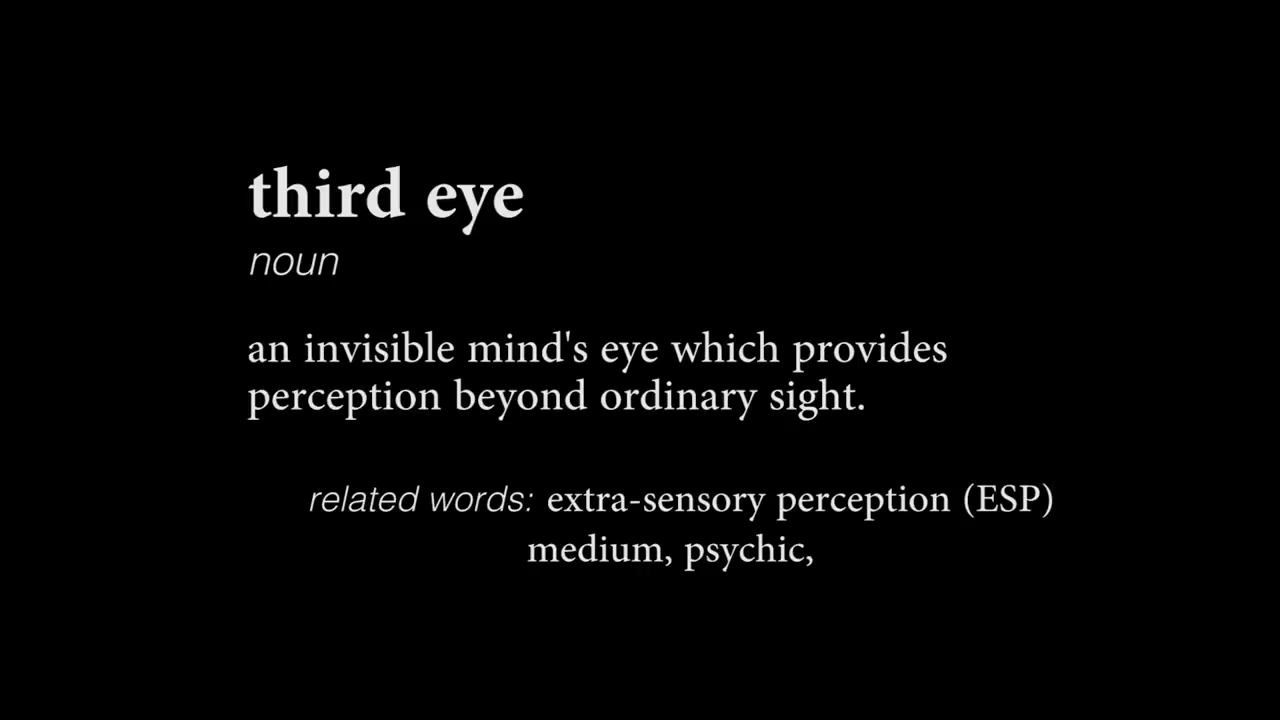 third eye
noun
an invisible mind's eye which provides
perception beyond ordinary sight.
related words: extra-sensory perception (ESP)
medium, psychic,